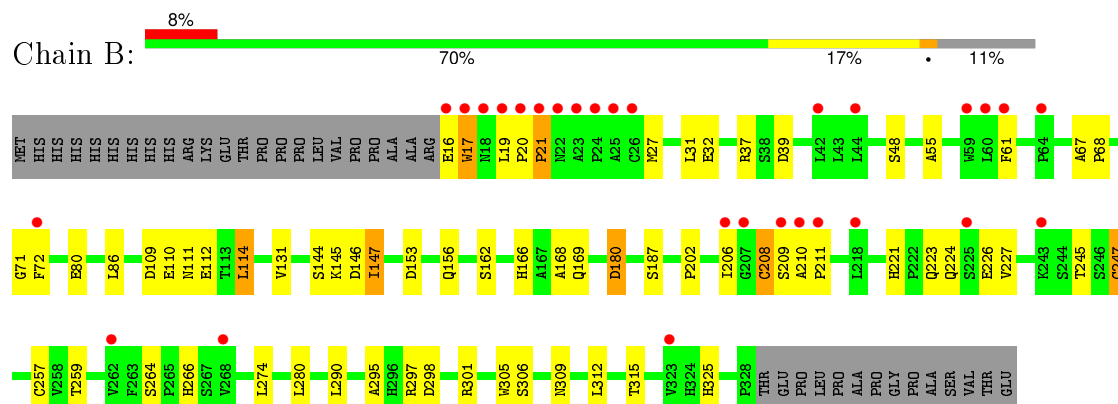 8%
Chain B:
70% 17% • 11%
MET HIS HIS HIS HIS HIS HIS HIS HIS HIS ARG LYS GLU THR PRO PRO PRO LEU VAL PRO PRO ALA ALA ARG E16 W17 N18 L19 P20 P21 N22 A23 P24 A25 C26 M27 L31 E32 R37 S38 D39 L42 L43 L44 S48 A55 W59 L60 F61 P64 A67 P68
G71 F72 E80 L86 D109 E110 N111 E112 T113 L114 V131 S144 K145 D146 I147 D153 Q156 S162 H166 A167 A168 Q169 D180 S187 P202 I206 G207 C208 S209 A210 P211 L218 H221 P222 Q223 Q224 S225 E226 V227 K243 S244 T245 S246
C257 V258 T259 V262 F263 S264 P265 H266 S267 V268 L274 L280 L290 A295 H296 R297 D298 R301 W305 S306 N309 L312 T315 V323 H324 H325 P328 THR GLU PRO LEU PRO ALA PRO GLY PRO ALA SER VAL THR GLU